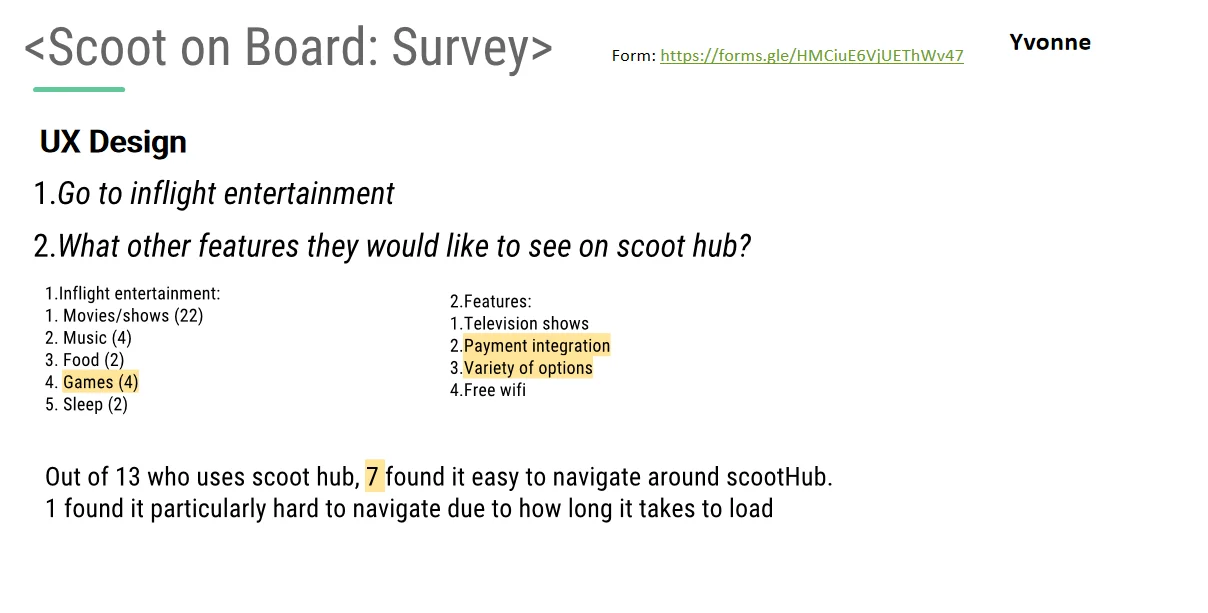 <Scoot on Board: Survey>
Form: https://forms.gle/HMCiuE6VjUEThWv47
Yvonne
UX Design
1.Go to inflight entertainment
2.What other features they would like to see on scoot hub?
1.Inflight entertainment:
1. Movies/shows (22)
2. Music (4)
3. Food (2)
4. Games (4)
5. Sleep (2)
2.Features:
1.Television shows
2.Payment integration
3.Variety of options
4.Free wifi
Out of 13 who uses scoot hub, 7 found it easy to navigate around scootHub.
1 found it particularly hard to navigate due to how long it takes to load